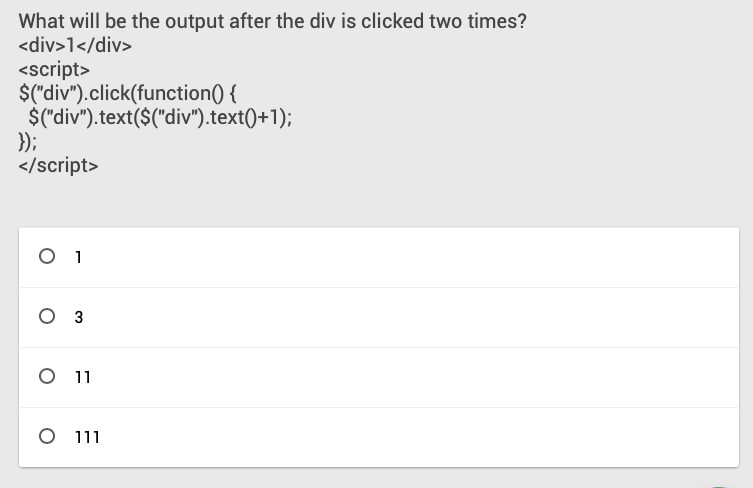 What will be the output after the div is clicked two times?
<div>1</div>
<script>
$("div").click(function() {
$("div").text($("div").text()+1);
});
</script>
1
3
11
111